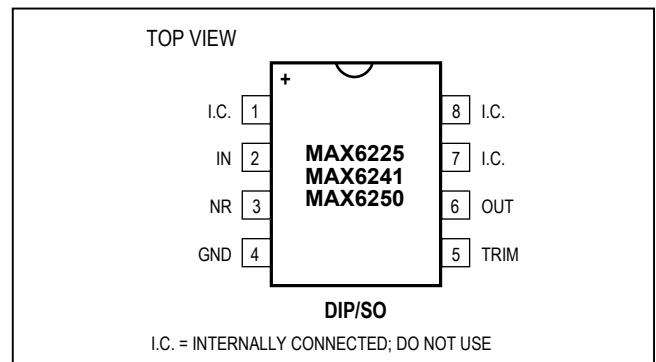 TOP VIEW
+
I.C. 1
8 I.C.
IN 2
MAX6225
7 I.C.
MAX6241
NR 3
MAX6250
6 OUT
GND 4
5 TRIM
DIP/SO
I.C. = INTERNALLY CONNECTED; DO NOT USE